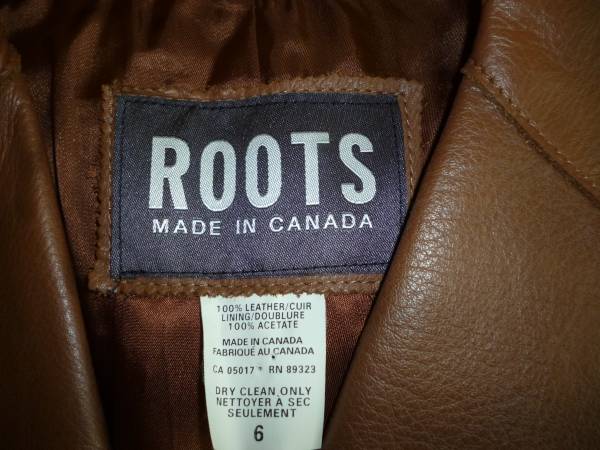 ROOTS
MADE IN CANADA
100% LEATHER/CUIR
LINING/DOUBLURE
100% ACETATE
MADE IN CANADA
FABRIQUÉ AU CANADA
CA 05017 • RN 89323
DRY CLEAN ONLY
NETTOYER A SEC
SEULEMENT
6